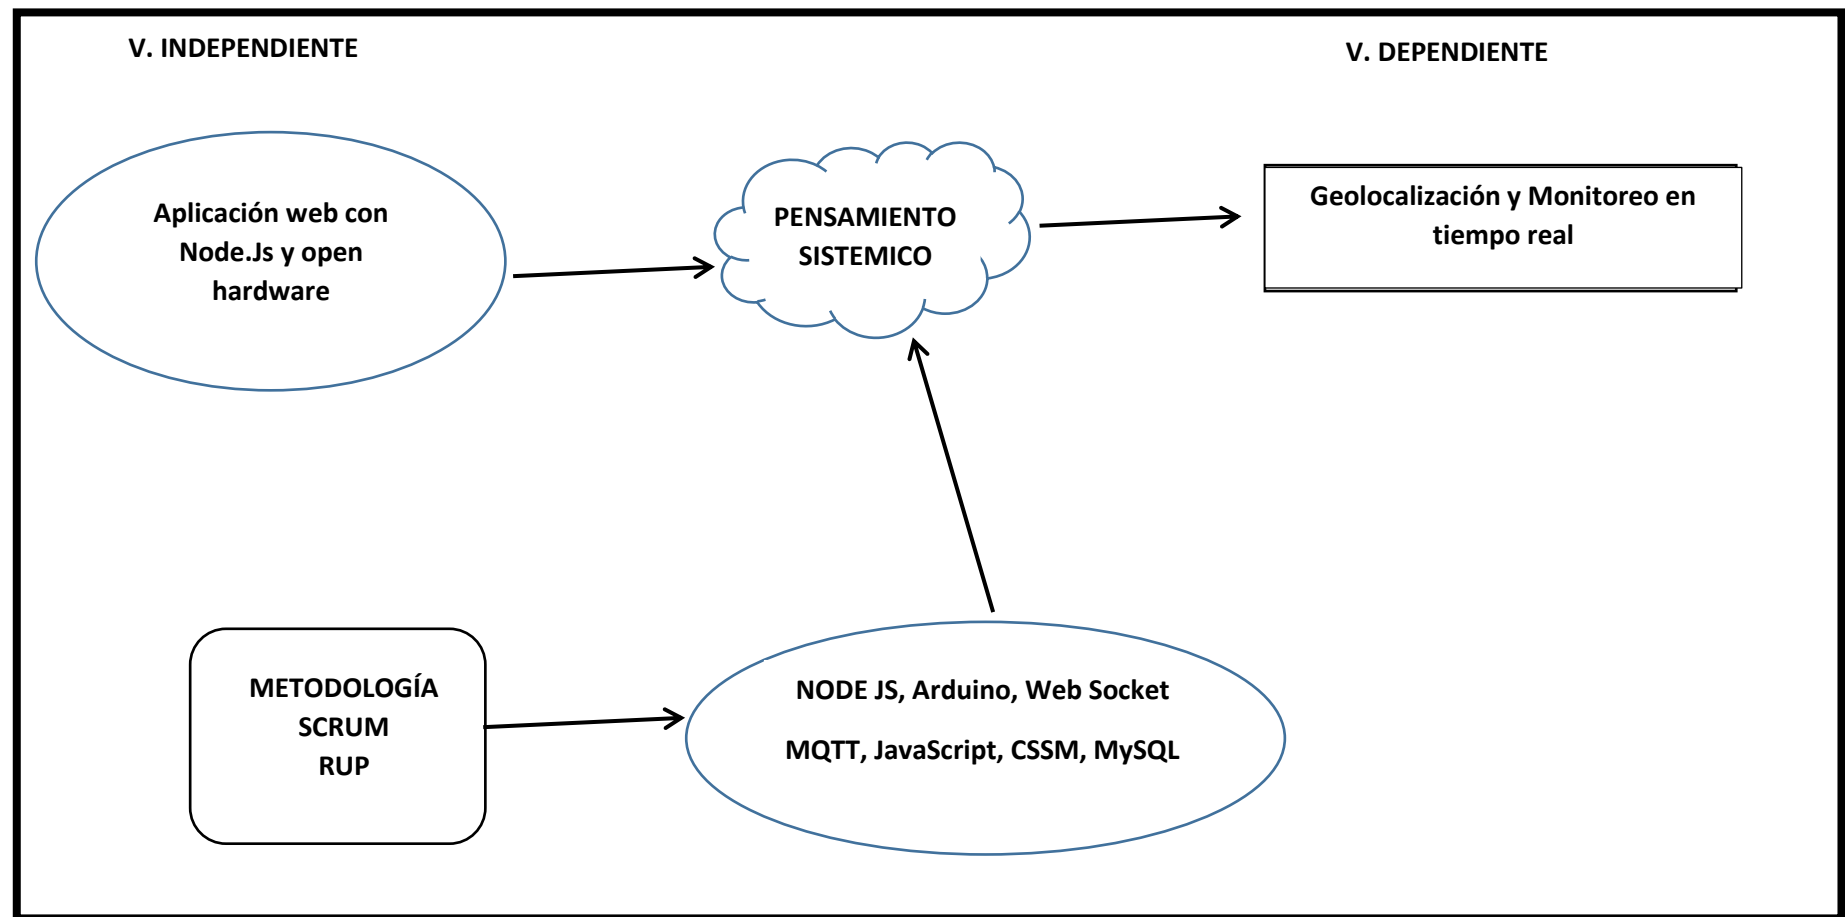 V. INDEPENDIENTE
V. DEPENDIENTE
Aplicación web con
Node.Js y open
hardware
PENSAMIENTO
SISTEMICO
Geolocalización y Monitoreo en
tiempo real
METODOLOGÍA
SCRUM
RUP
NODE JS, Arduino, Web Socket
MQTT, JavaScript, CSSM, MySQL